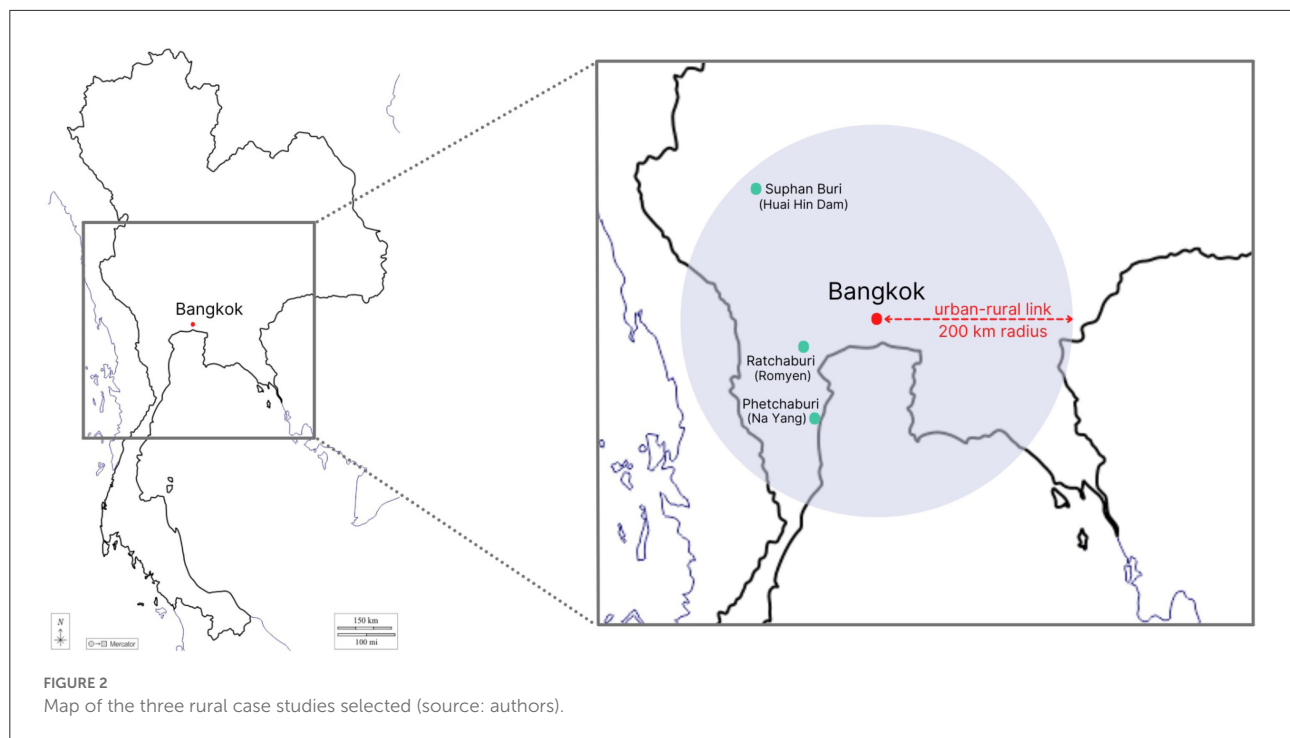 Bangkok
N
Mercator
150 km
100 mi
Suphan Buri
(Huai Hin Dam)
Bangkok
urban-rural link
200 km radius
Ratchaburi
(Romyen)
Phetchaburi
(Na Yang)
FIGURE 2
Map of the three rural case studies selected (source: authors).